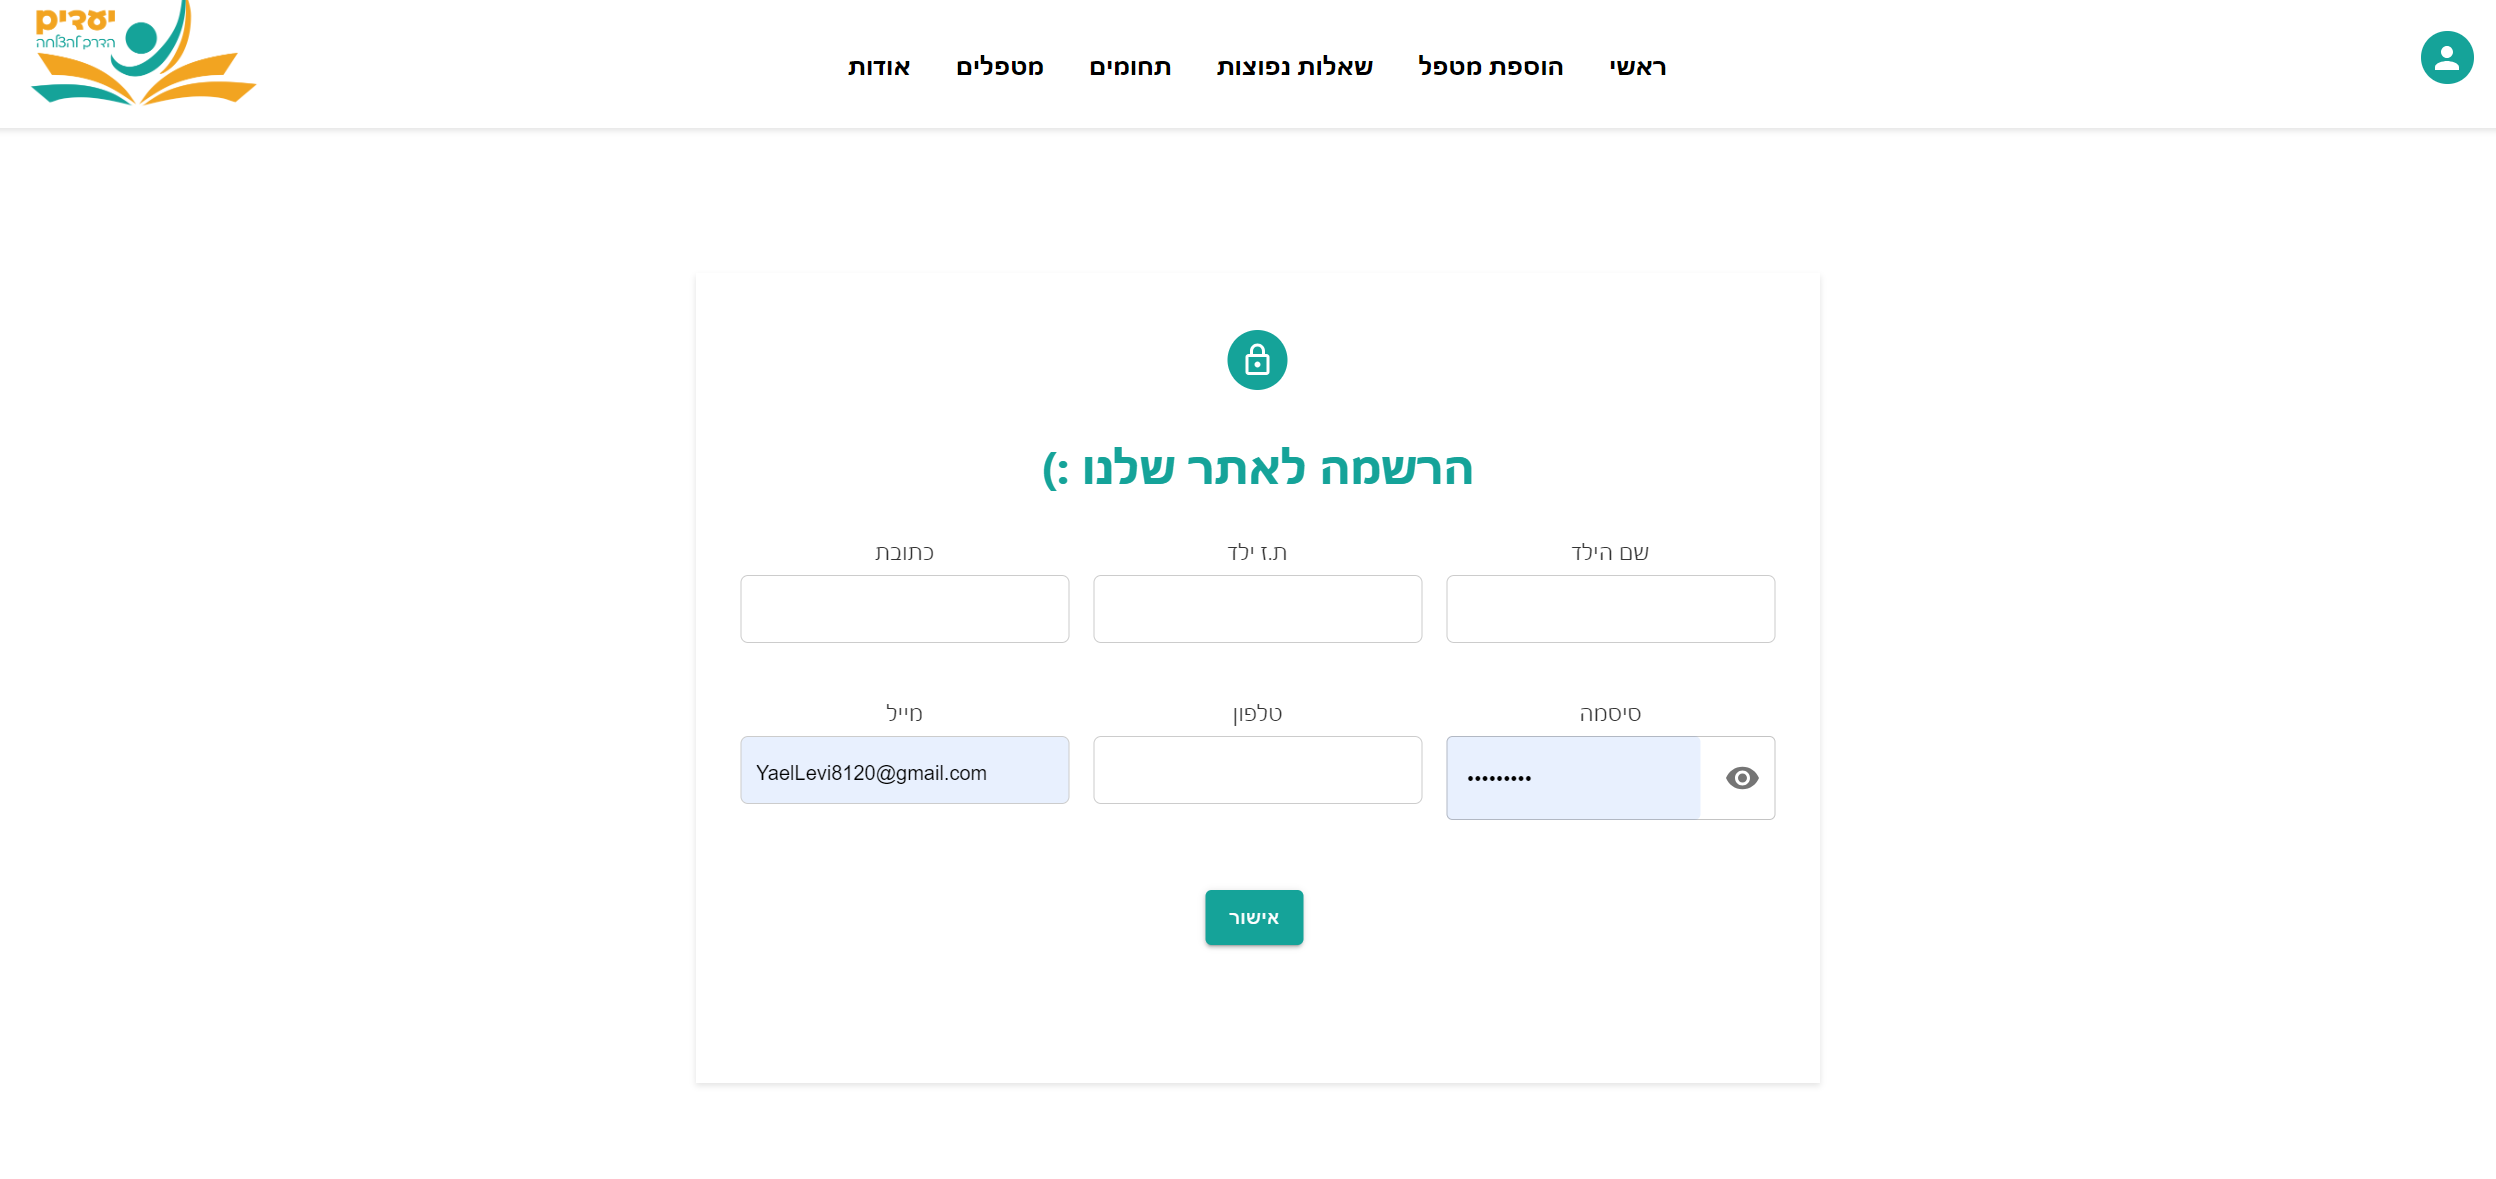 יעדים
הדרך להצלחה
ראשי הוספת מטפל שאלות נפוצות תחומים מטפלים אודות
הרשמה לאתר שלנו :)
שם הילד ת.ז ילד כתובת
סיסמה טלפון מייל
••••••••• YaelLevi8120@gmail.com
אישור